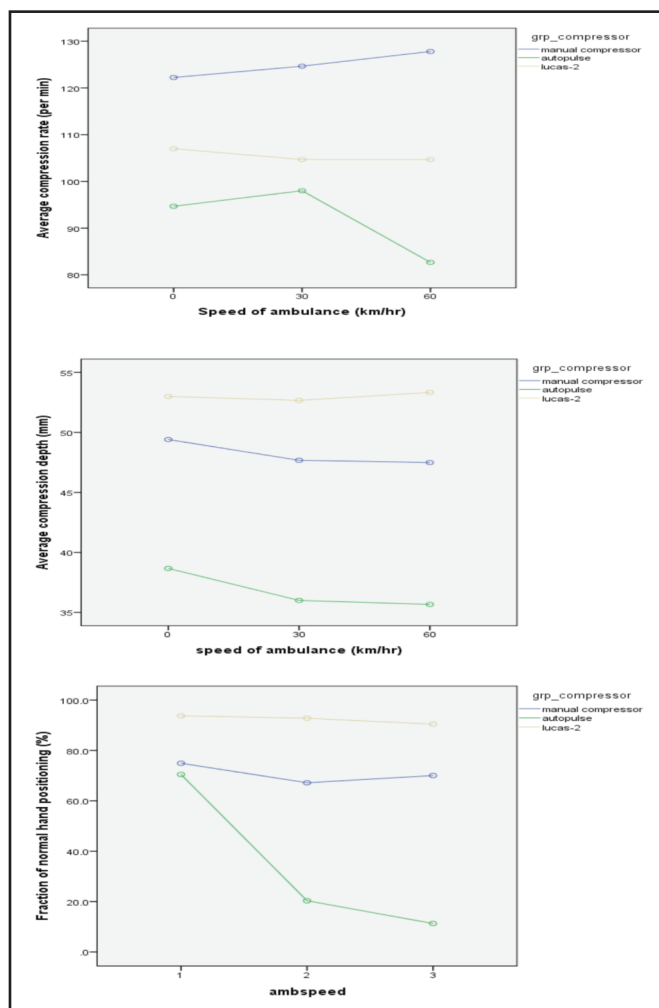 grp_compressor
manual compressor
autopulse
lucas-2
Average compression rate (per min)
130
120
110
100
90
80
0 30 60
Speed of ambulance (km/hr)
grp_compressor
manual compressor
autopulse
lucas-2
Average compression depth (mm)
55
50
45
40
35
0 30 60
speed of ambulance (km/hr)
grp_compressor
manual compressor
autopulse
lucas-2
Fraction of normal hand positioning (%)
100.0
80.0
60.0
40.0
20.0
.0
1 2 3
ambspeed